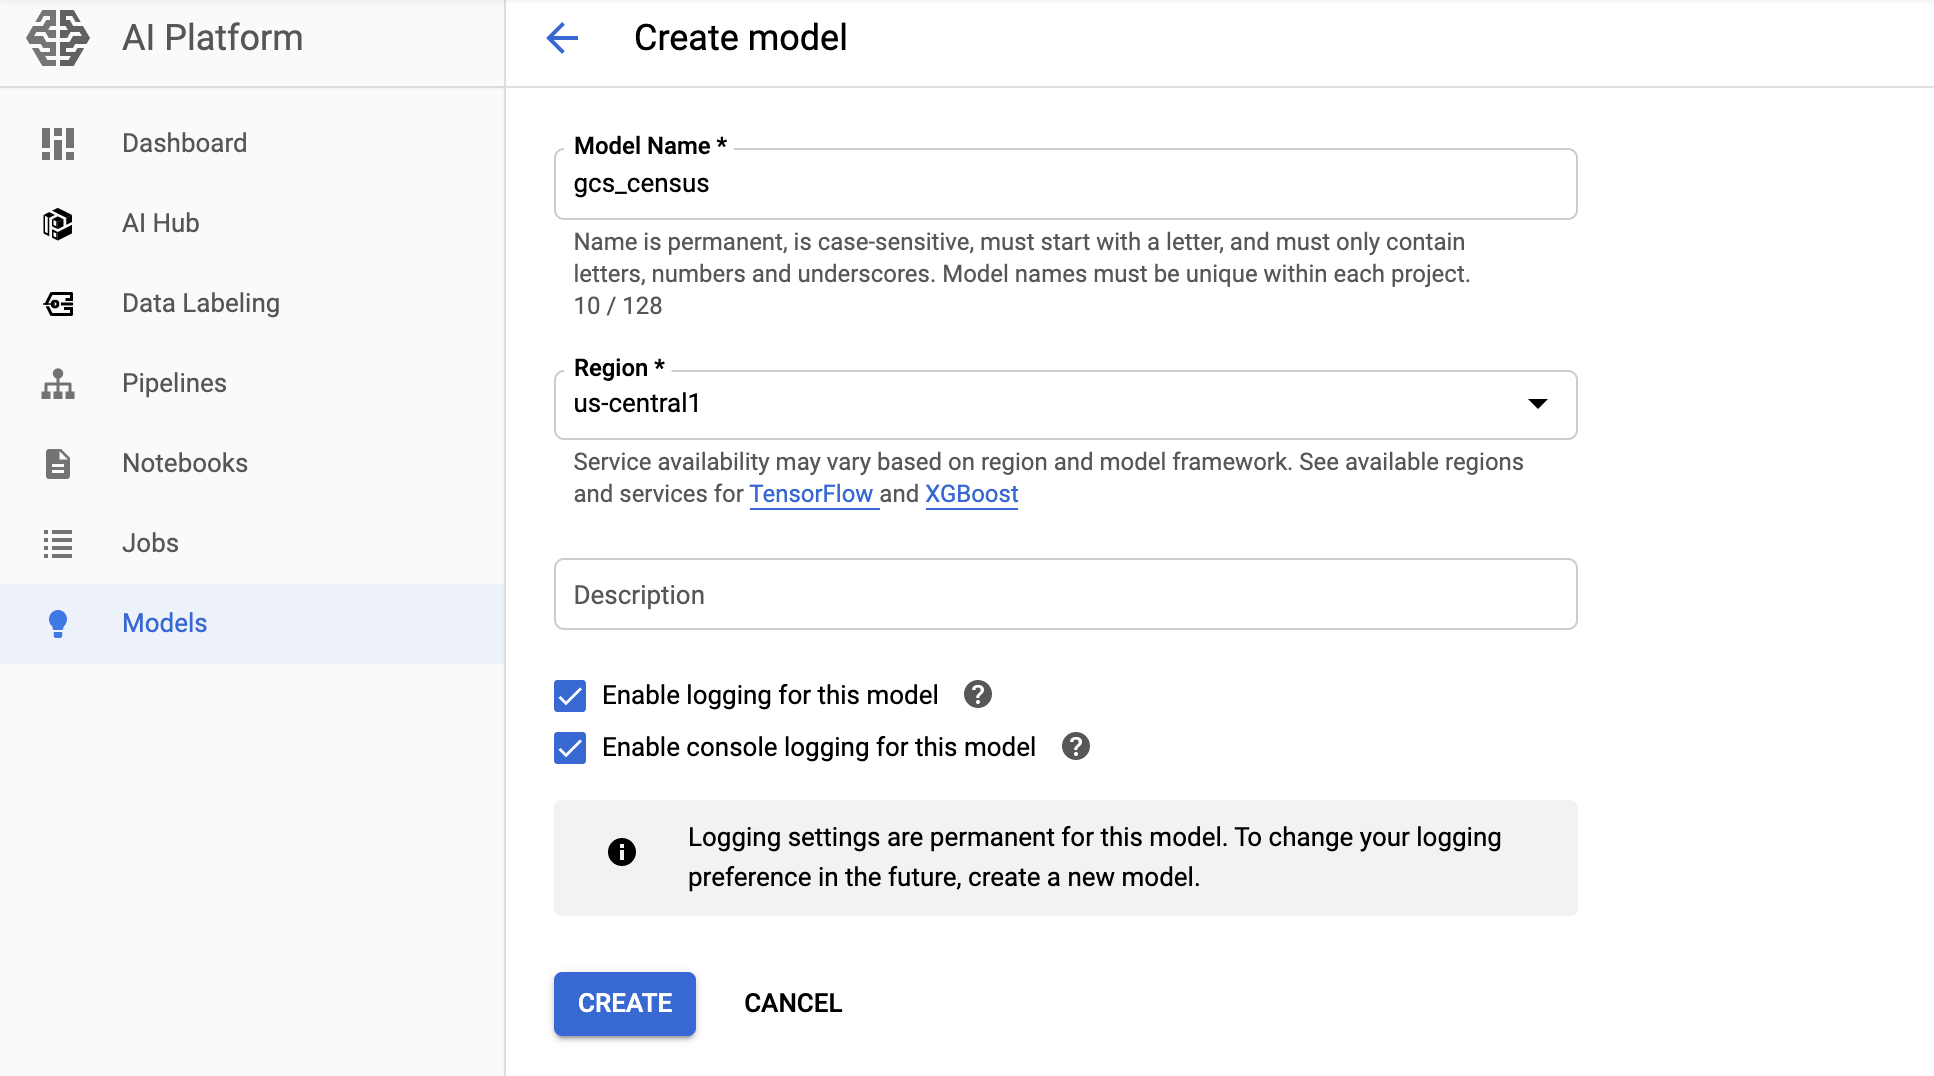 AI Platform
Create model
Dashboard
AI Hub
Data Labeling
Pipelines
Notebooks
Jobs
Models
Model Name *
gcs_census
Name is permanent, is case-sensitive, must start with a letter, and must only contain
letters, numbers and underscores. Model names must be unique within each project.
10 / 128
Region *
us-central1
Service availability may vary based on region and model framework. See available regions
and services for TensorFlow and XGBoost
Description
Enable logging for this model
Enable console logging for this model
Logging settings are permanent for this model. To change your logging
preference in the future, create a new model.
CREATE CANCEL